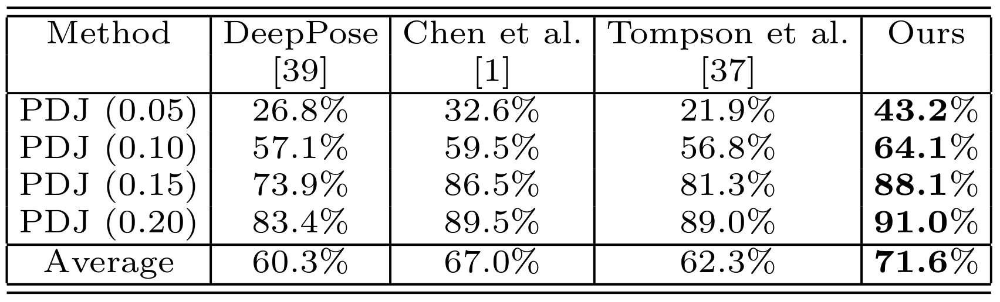 Method DeepPose Chen et al. Tompson et al. Ours
[39] [1] [37]
PDJ (0.05) 26.8% 32.6% 21.9% 43.2%
PDJ (0.10) 57.1% 59.5% 56.8% 64.1%
PDJ (0.15) 73.9% 86.5% 81.3% 88.1%
PDJ (0.20) 83.4% 89.5% 89.0% 91.0%
Average 60.3% 67.0% 62.3% 71.6%